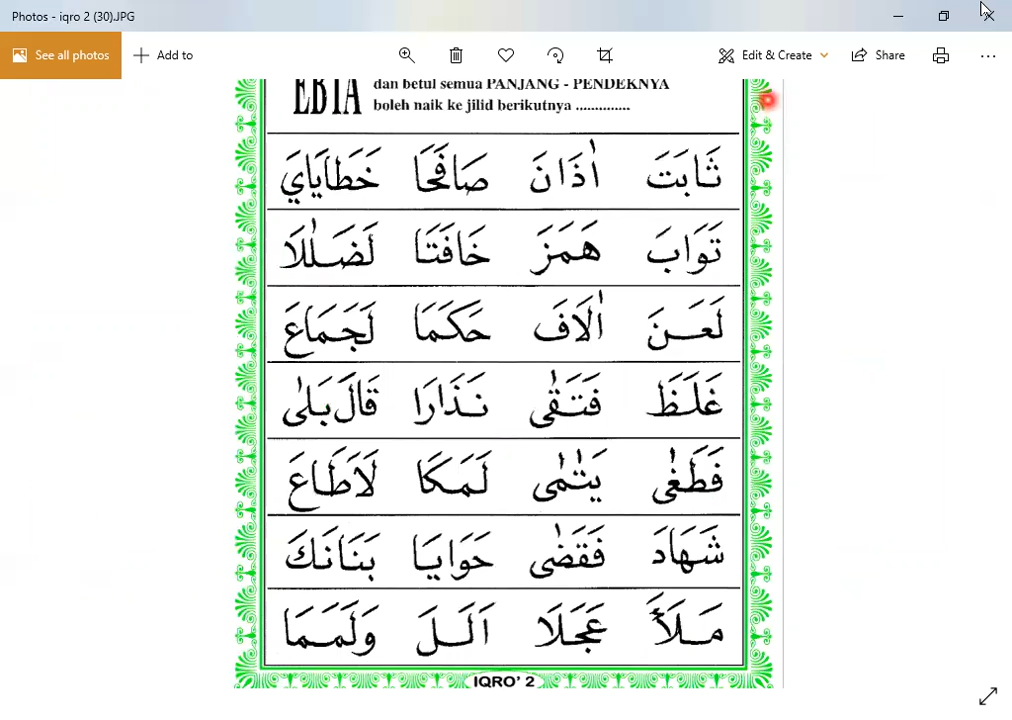 Photos - iqro 2 (30).JPG
See all photos
Add to
Edit & Create
Share
EBTA
dan betul semua PANJANG - PENDEKNYA
boleh naik ke jilid berikutnya ..............
ثَابَتَ اٰذَانَ صَافَحَا خَطَايَايَ
تَوَابَ هَمَزَ خَافَتَا لَضَلٰلَا
لَعَنَ اٰلَافَ حَكَمَا لَجَمَاعَ
غَلَظَ فَتَقٰى نَذَارَا قَالَ بَلٰى
فَطَغٰى يَتٰمٰى لَمَكَا لَاَطَاعَ
شَهَادَ فَقَضٰى حَوَايَا بَنَانَكَ
مَلَأَ عَجَلَا اَلَلَ وَلَمَمَا
IQRO' 2